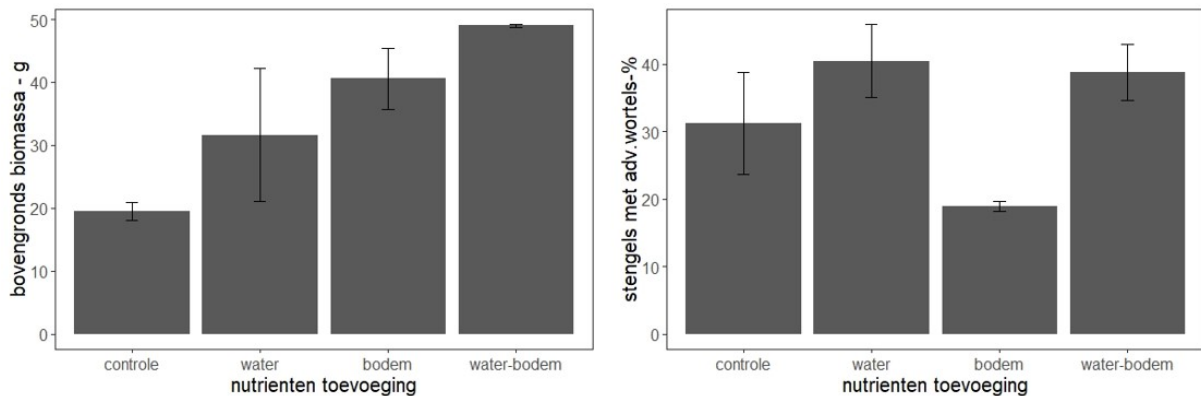 bovengronds biomassa - g
50
40
30
20
10
0
controle water bodem water-bodem
nutrienten toevoeging
stengels met adv.wortels-%
40
30
20
10
0
controle water bodem water-bodem
nutrienten toevoeging